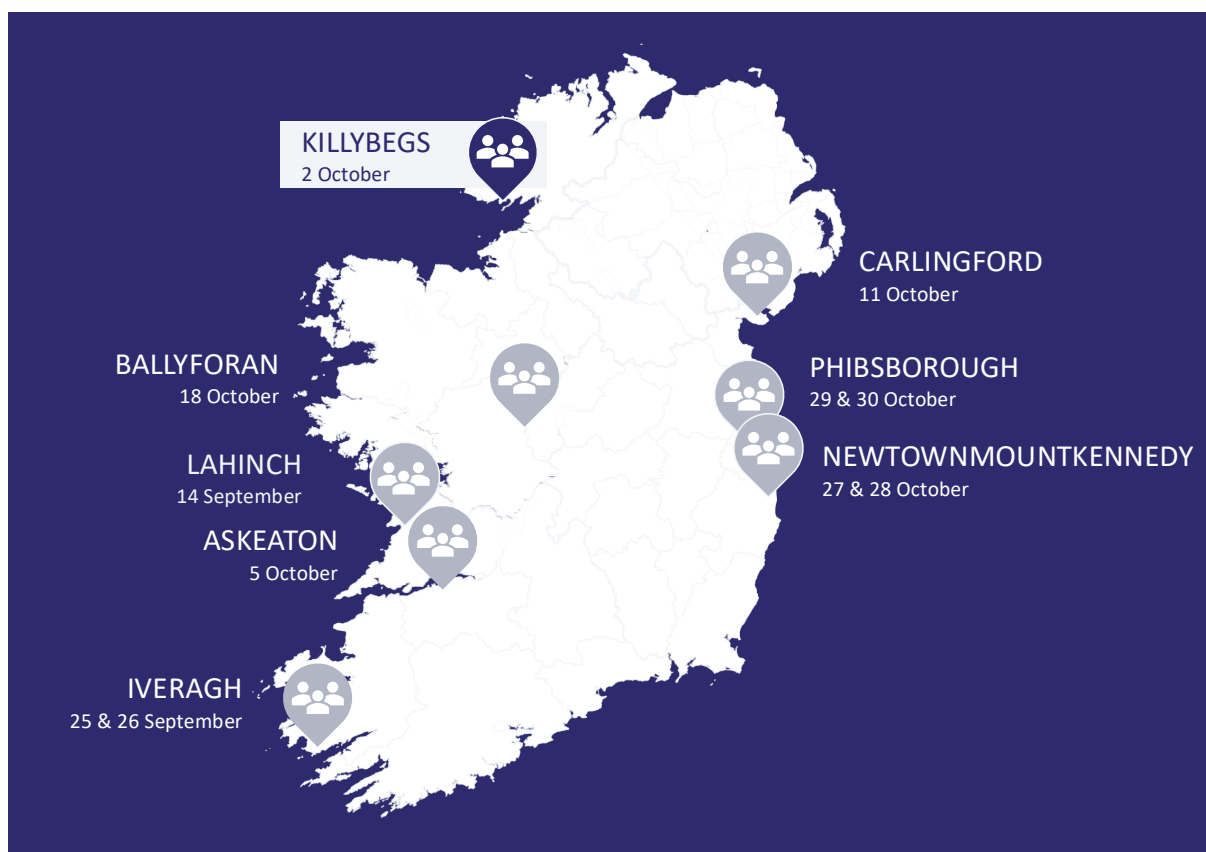 KILLYBEGS
2 October
CARLINGFORD
11 October
BALLYFORAN
18 October
PHIBSBOROUGH
29 & 30 October
LAHINCH
14 September
NEWTOWNMOUNTKENNEDY
27 & 28 October
ASKEATON
5 October
IVERAGH
25 & 26 September